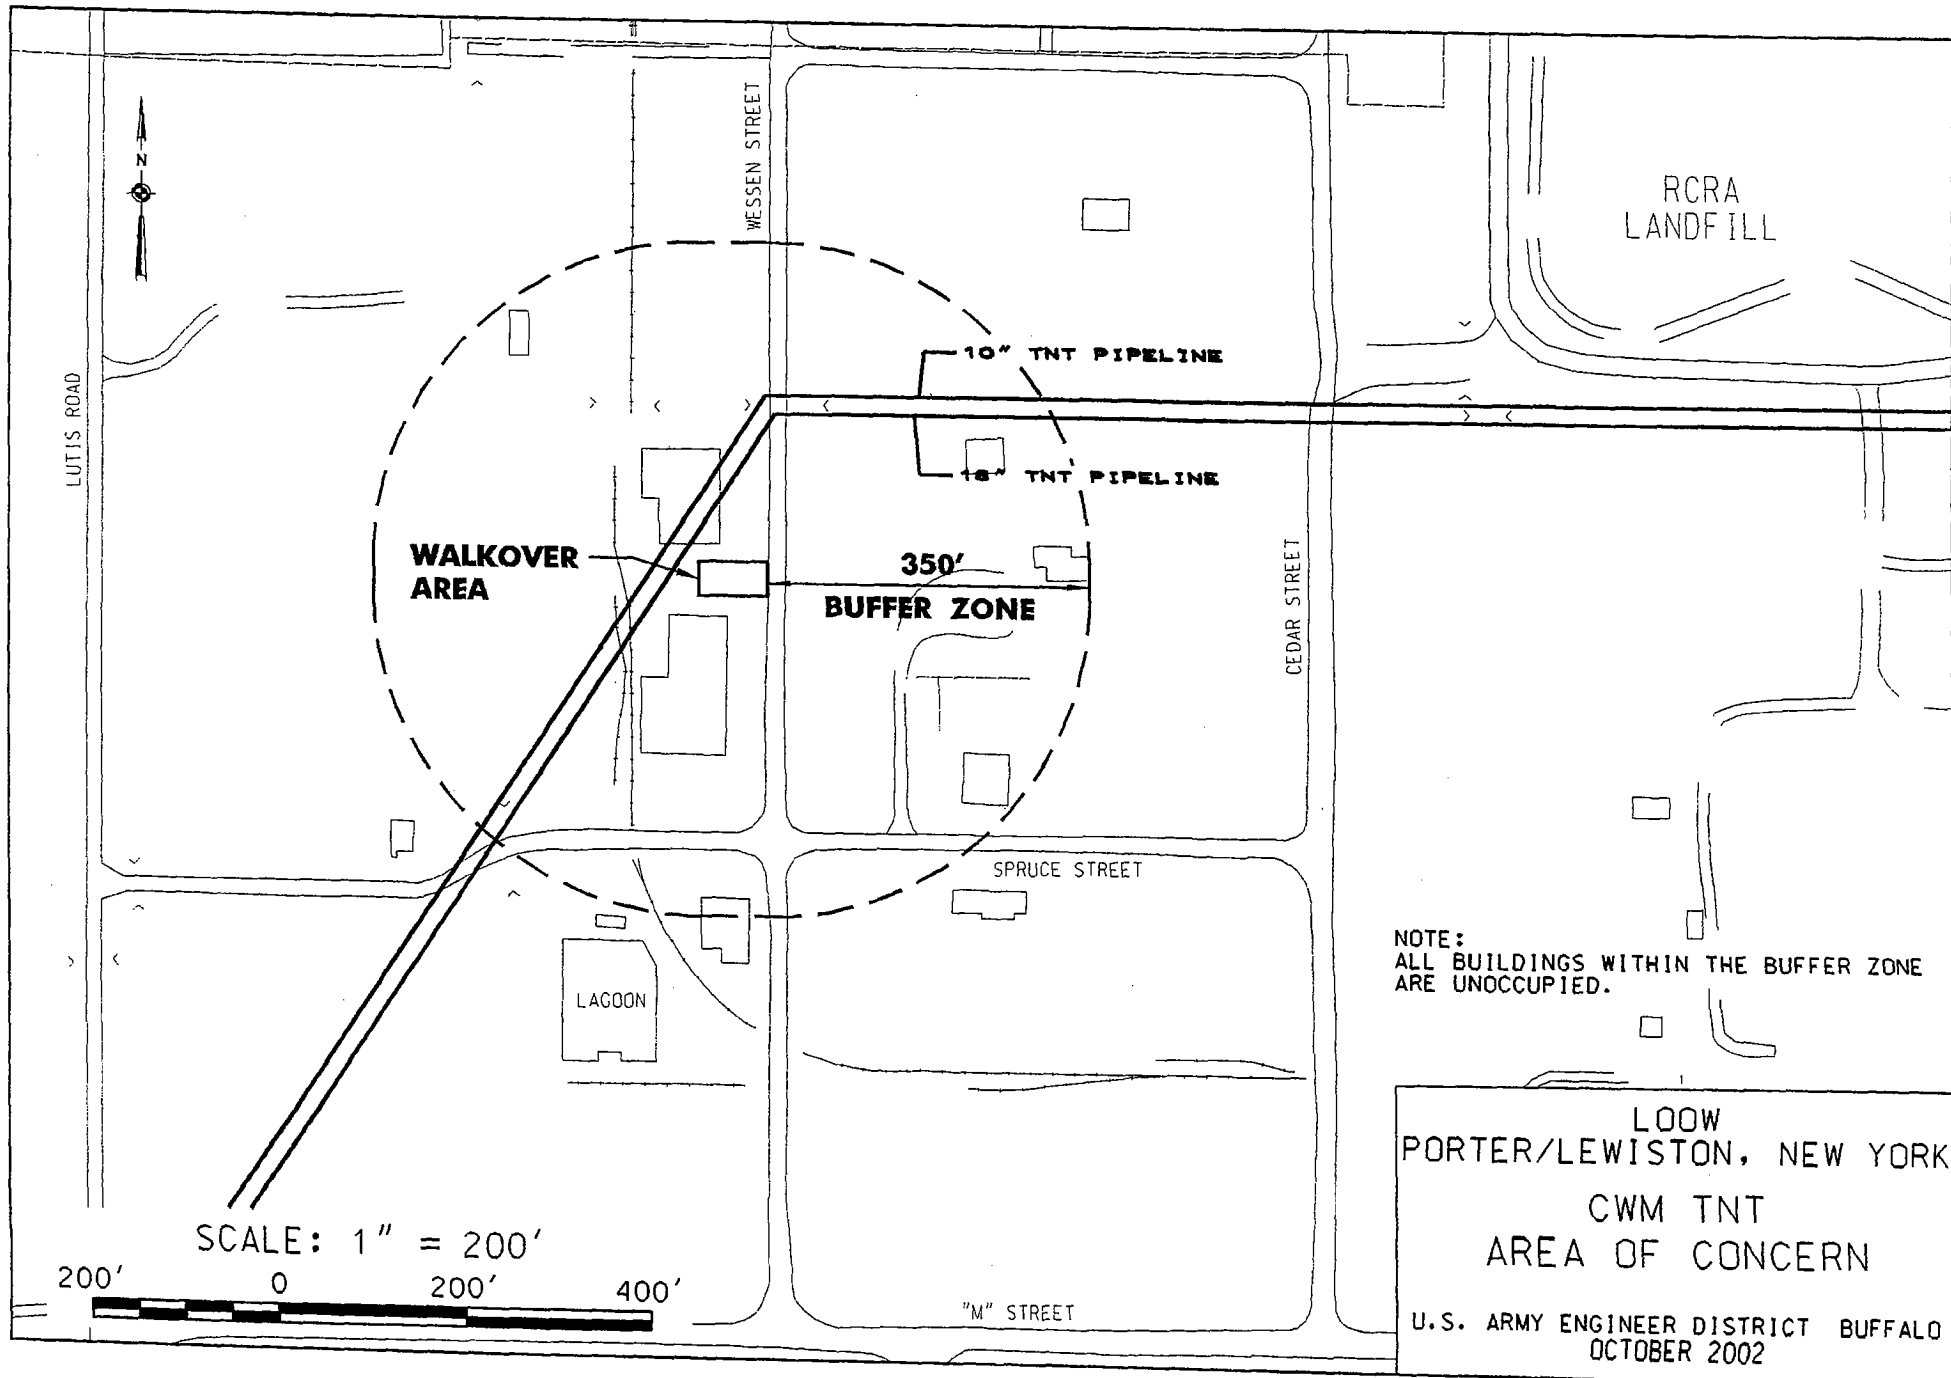 N
WESSEN STREET
RCRA
LANDFILL
10" TNT PIPELINE
LUTIS ROAD
18" TNT PIPELINE
WALKOVER
AREA
350'
BUFFER ZONE
CEDAR STREET
SPRUCE STREET
NOTE:
ALL BUILDINGS WITHIN THE BUFFER ZONE
ARE UNOCCUPIED.
LAGOON
LOOW
PORTER/LEWISTON, NEW YORK
CWM TNT
AREA OF CONCERN
U.S. ARMY ENGINEER DISTRICT BUFFALO
OCTOBER 2002
SCALE: 1" = 200'
200' 0 200' 400'
"M" STREET